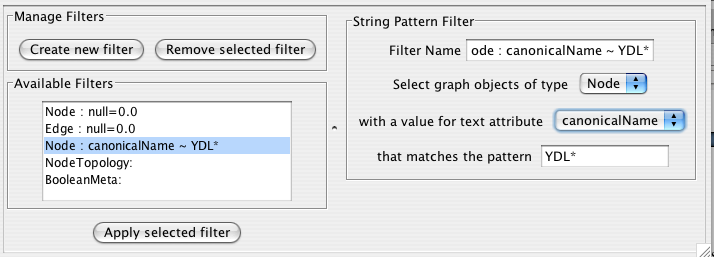 Manage Filters
Create new filter
Remove selected filter
Available Filters
Node : null=0.0
Edge : null=0.0
Node : canonicalName ~ YDL*
NodeTopology:
BooleanMeta:
Apply selected filter
String Pattern Filter
Filter Name ode : canonicalName ~ YDL*
Select graph objects of type Node
with a value for text attribute canonicalName
that matches the pattern YDL*